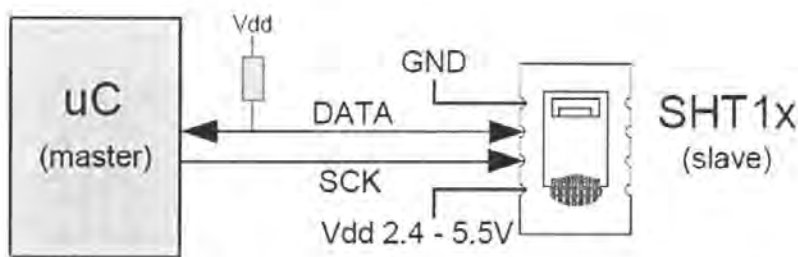 Vdd
uC
(master)
GND
DATA
SCK
Vdd 2.4 - 5.5V
SHT1x
(slave)